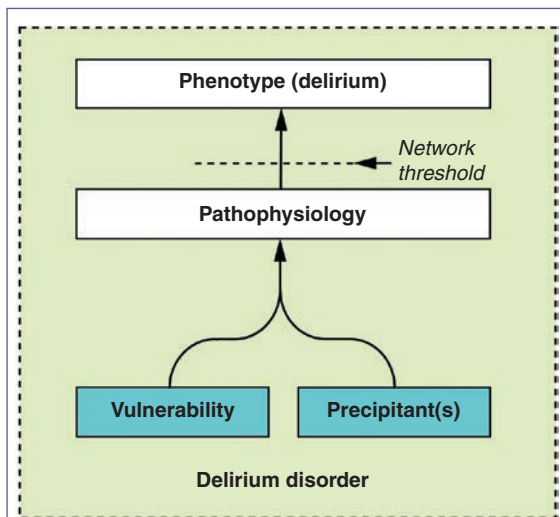 Phenotype (delirium)
Network
threshold
Pathophysiology
Vulnerability
Precipitant(s)
Delirium disorder